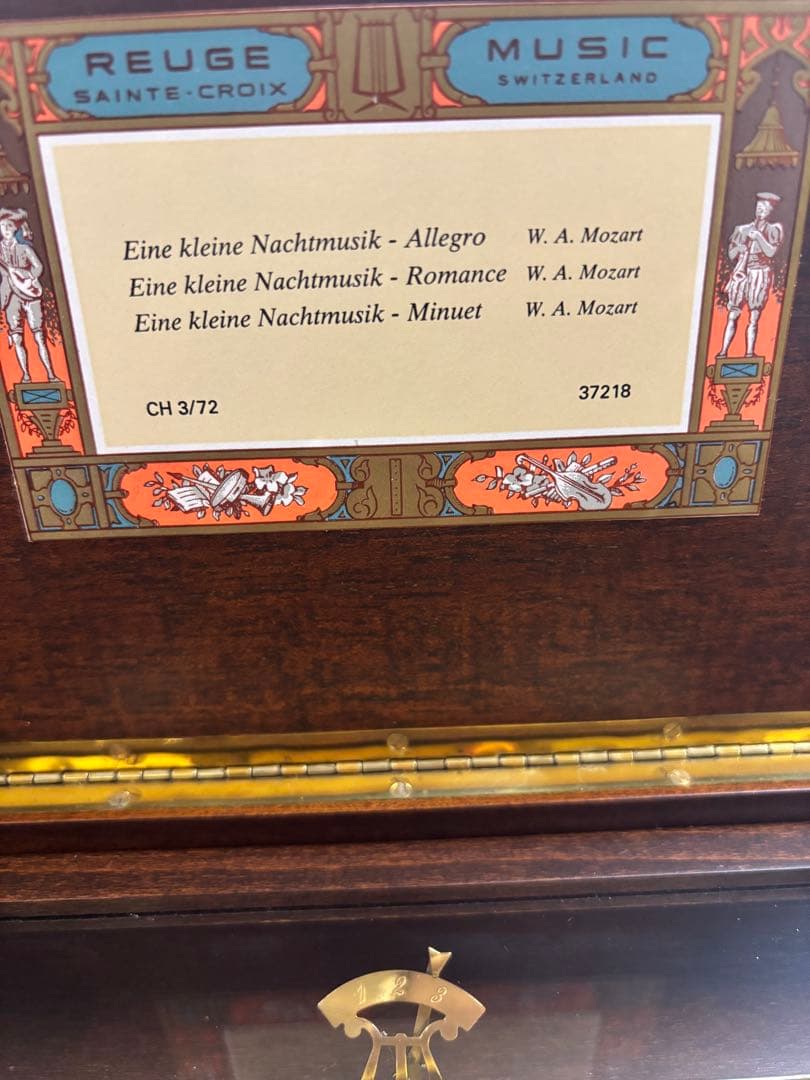 REUGE
SAINTE-CROIX
MUSIC
SWITZERLAND
Eine kleine Nachtmusik - Allegro W. A. Mozart
Eine kleine Nachtmusik - Romance W. A. Mozart
Eine kleine Nachtmusik - Minuet W. A. Mozart
CH 3/72 37218
1 2 3